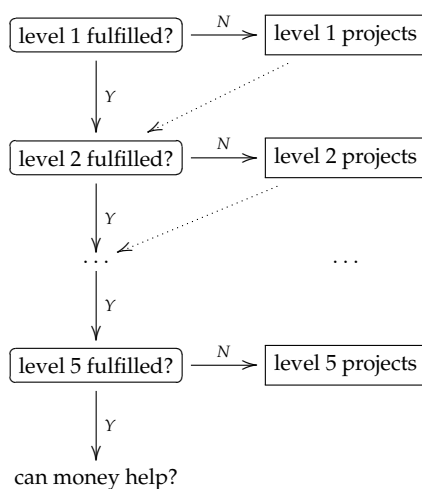 level 1 fulfilled? N level 1 projects
Y
level 2 fulfilled? N level 2 projects
Y
... ...
Y
level 5 fulfilled? N level 5 projects
Y
can money help?